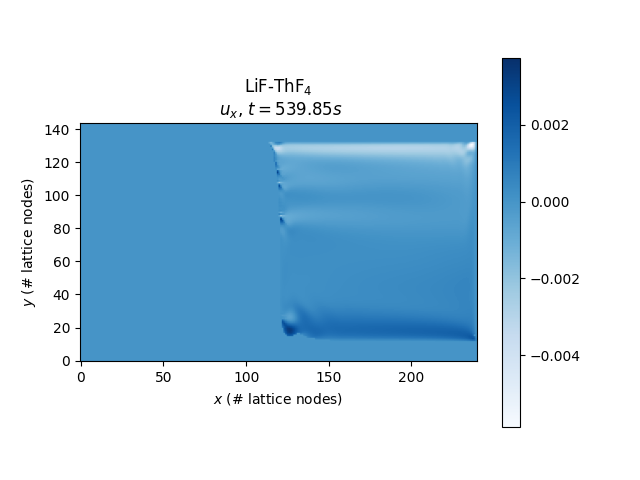 LiF-ThF₄
uₓ, t = 539.85s
140
120
100
80
60
40
20
0
y (# lattice nodes)
0 50 100 150 200
x (# lattice nodes)
0.002
0.000
−0.002
−0.004